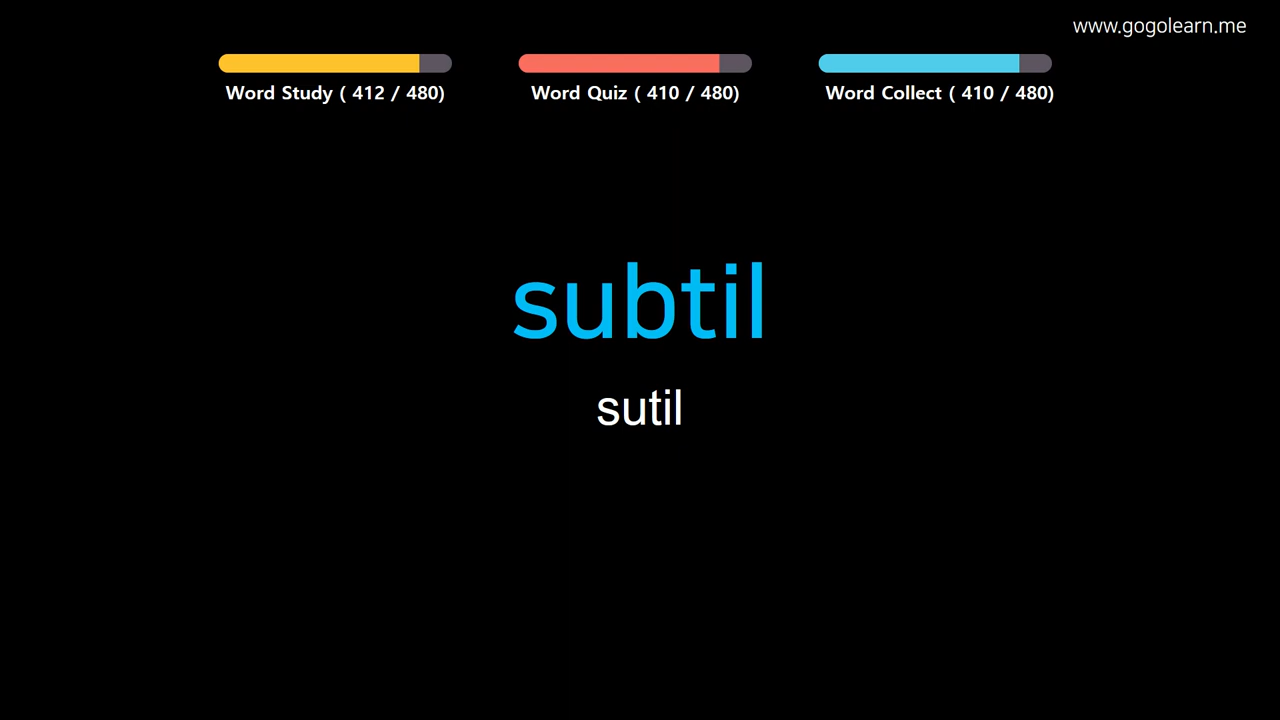 www.gogolearn.me
Word Study ( 412 / 480)
Word Quiz ( 410 / 480)
Word Collect ( 410 / 480)
subtil
sutil